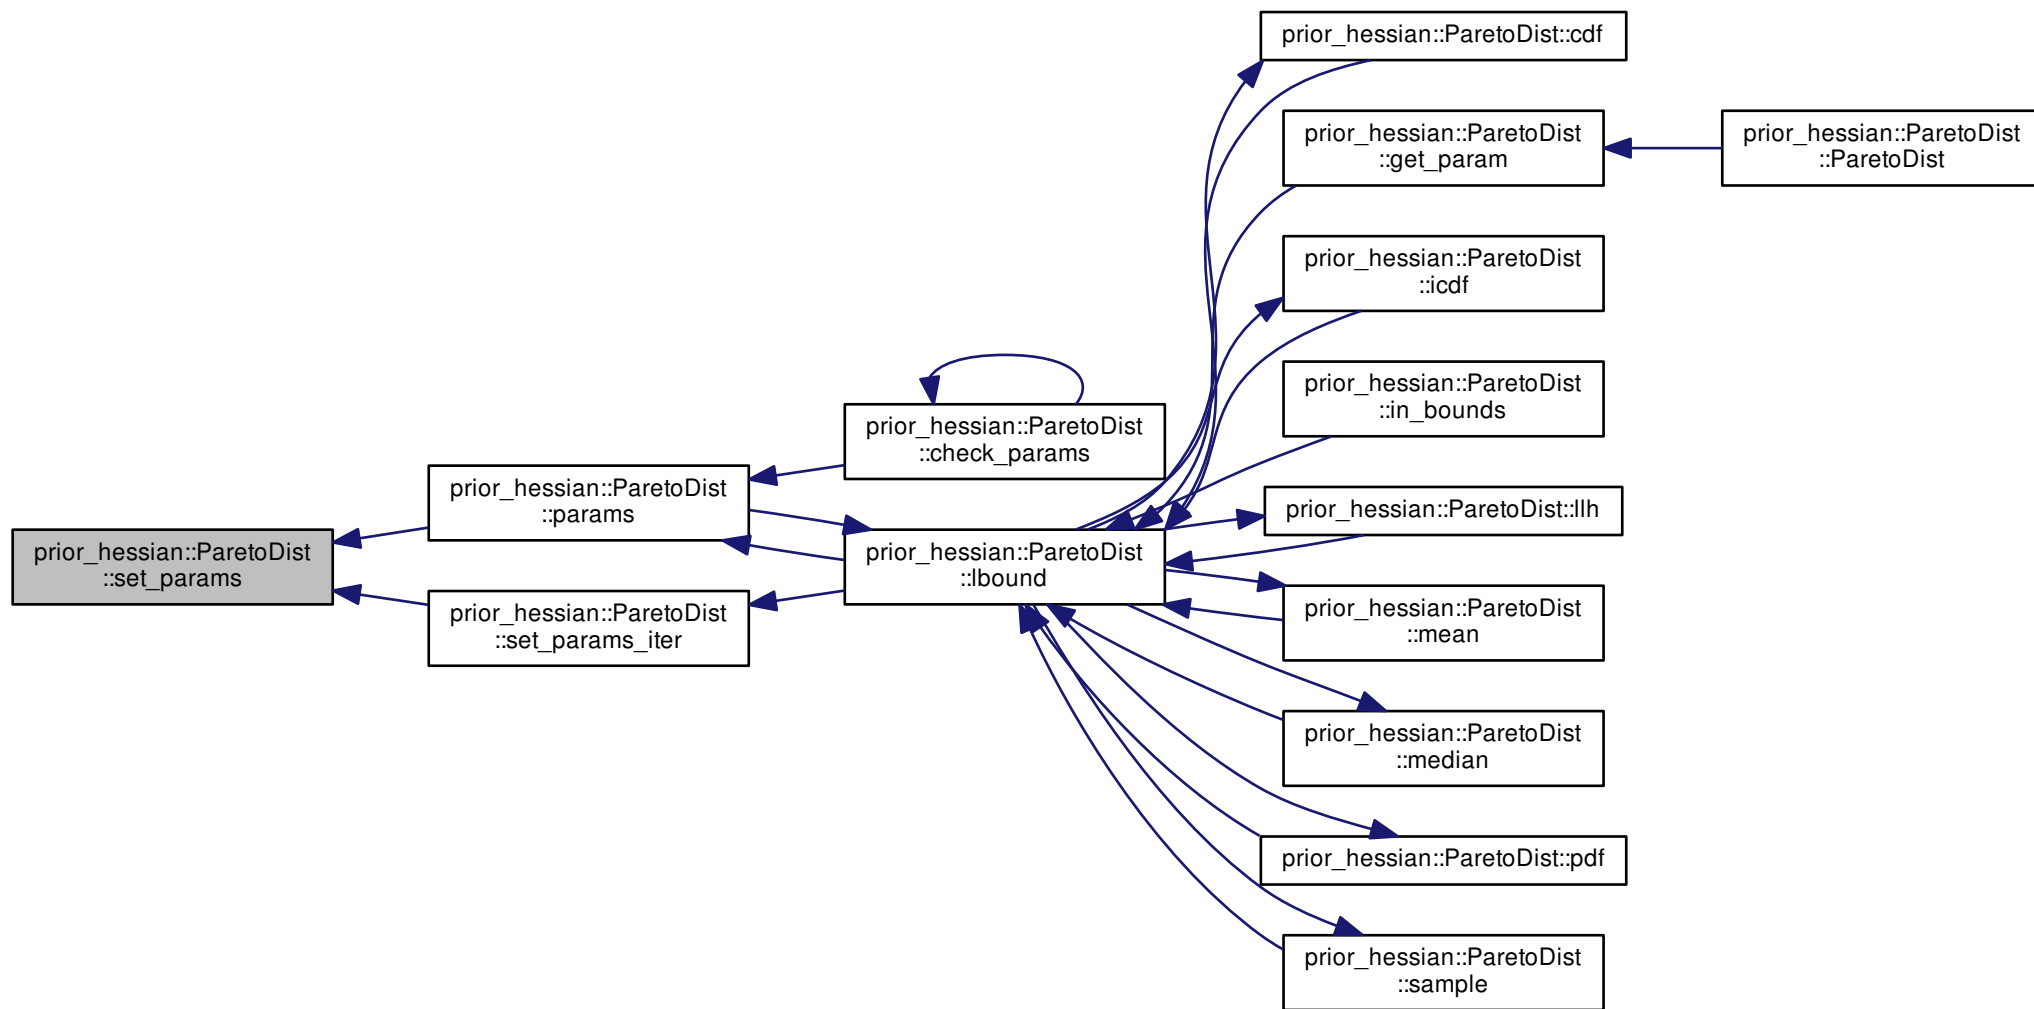 prior_hessian::ParetoDist
::set_params
prior_hessian::ParetoDist
::params
prior_hessian::ParetoDist
::set_params_iter
prior_hessian::ParetoDist
::check_params
prior_hessian::ParetoDist
::lbound
prior_hessian::ParetoDist::cdf
prior_hessian::ParetoDist
::get_param
prior_hessian::ParetoDist
::icdf
prior_hessian::ParetoDist
::in_bounds
prior_hessian::ParetoDist::llh
prior_hessian::ParetoDist
::mean
prior_hessian::ParetoDist
::median
prior_hessian::ParetoDist::pdf
prior_hessian::ParetoDist
::sample
prior_hessian::ParetoDist
::ParetoDist